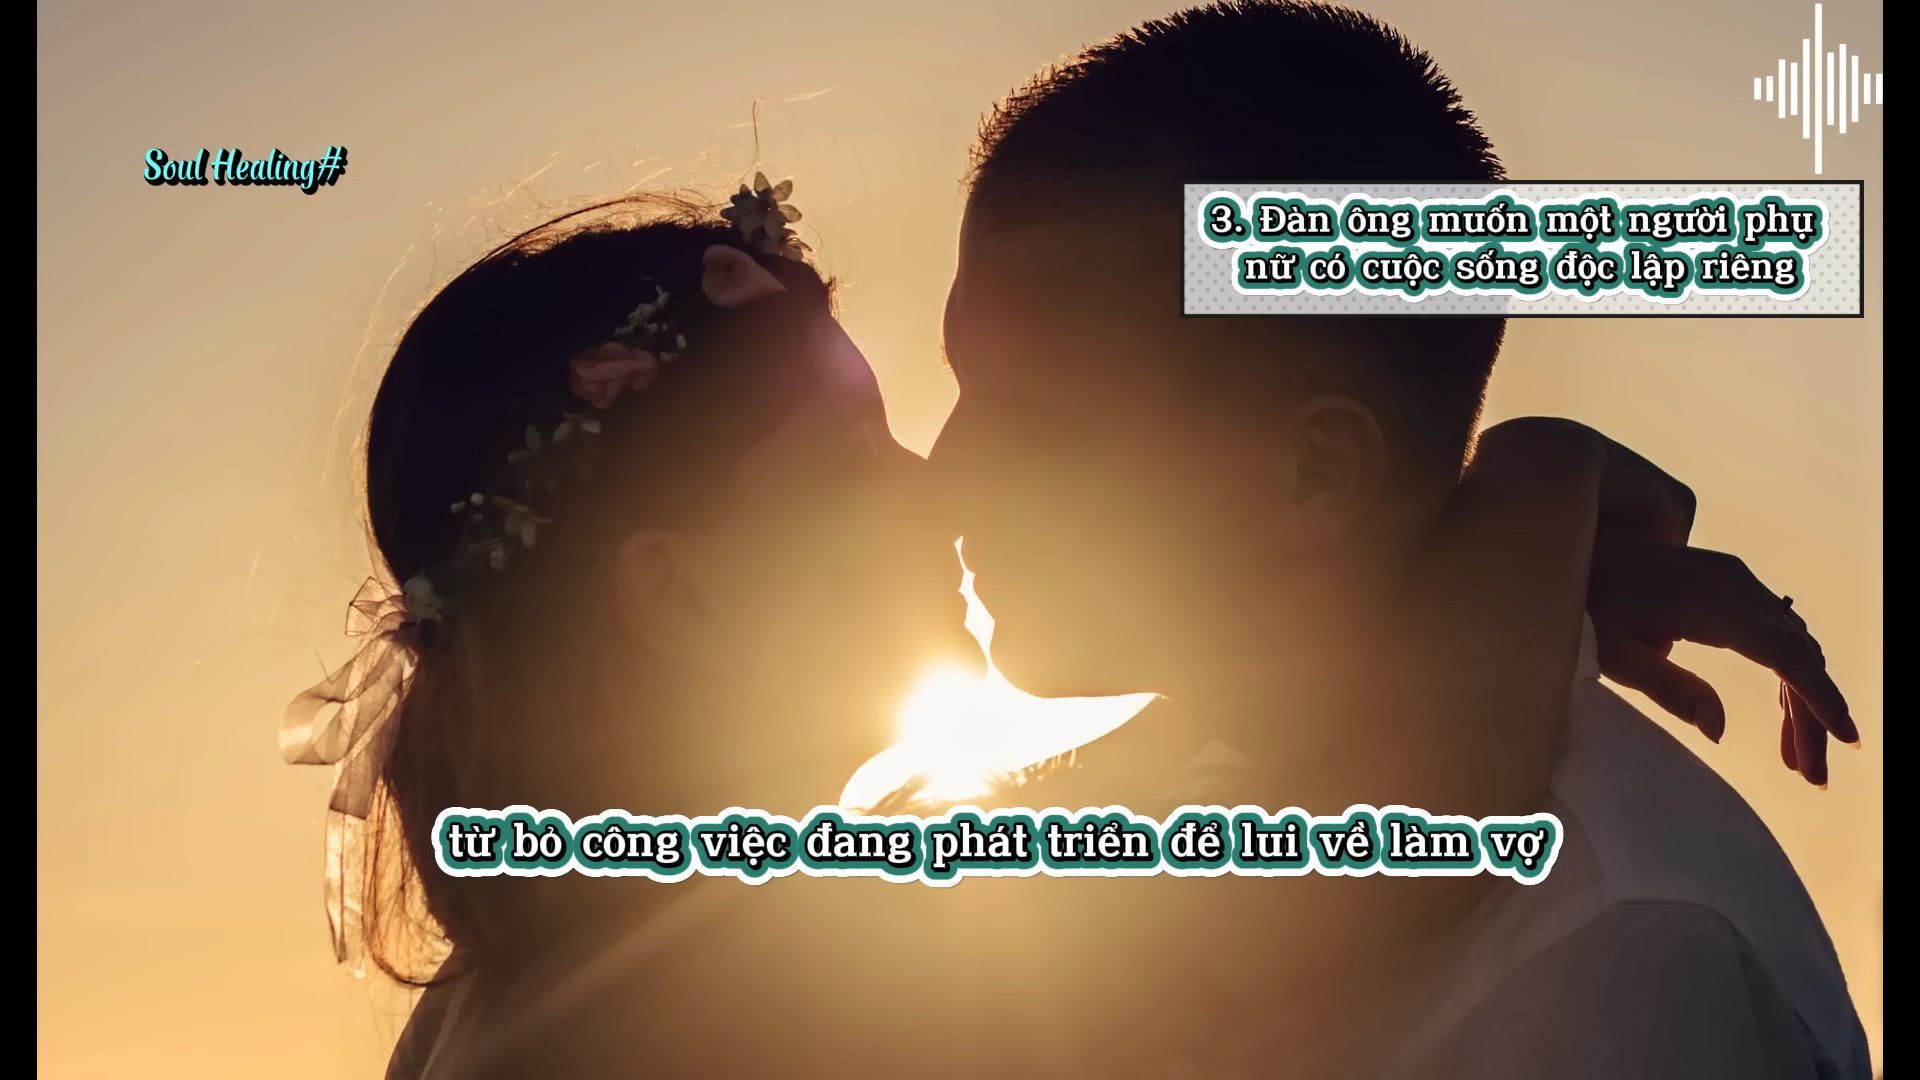 Soul Healing#
3. Đàn ông muốn một người phụ
nữ có cuộc sống độc lập riêng
từ bỏ công việc đang phát triển để lui về làm vợ